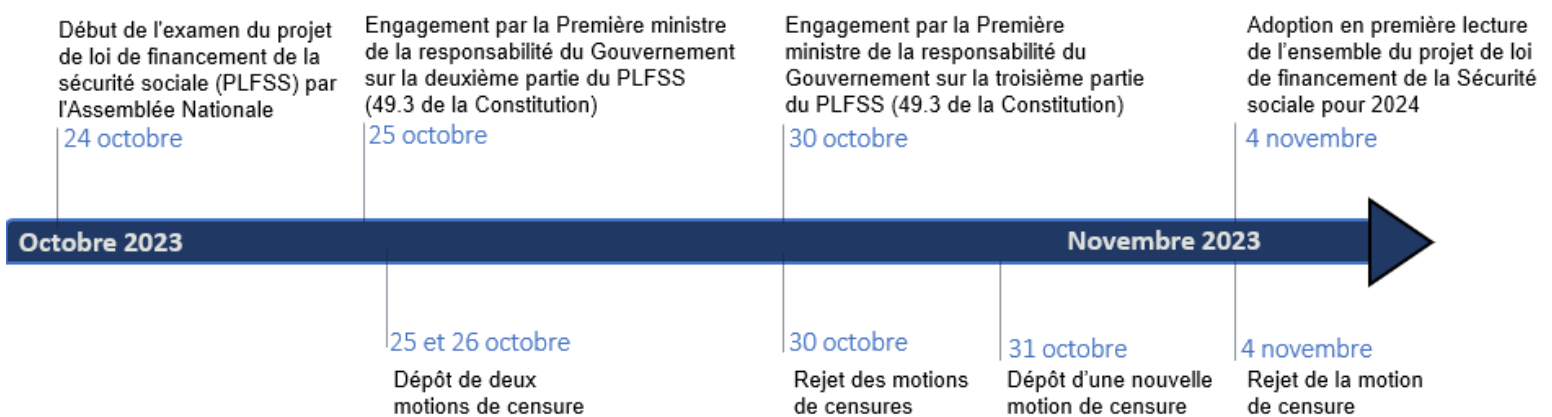 Début de l'examen du projet
de loi de financement de la
sécurité sociale (PLFSS) par
l'Assemblée Nationale
24 octobre
Engagement par la Première ministre
de la responsabilité du Gouvernement
sur la deuxième partie du PLFSS
(49.3 de la Constitution)
25 octobre
Engagement par la Première
ministre de la responsabilité du
Gouvernement sur la troisième partie
du PLFSS (49.3 de la Constitution)
30 octobre
Adoption en première lecture
de l’ensemble du projet de loi
de financement de la Sécurité
sociale pour 2024
4 novembre
Octobre 2023
Novembre 2023
25 et 26 octobre
Dépôt de deux
motions de censure
30 octobre
Rejet des motions
de censures
31 octobre
Dépôt d’une nouvelle
motion de censure
4 novembre
Rejet de la motion
de censure